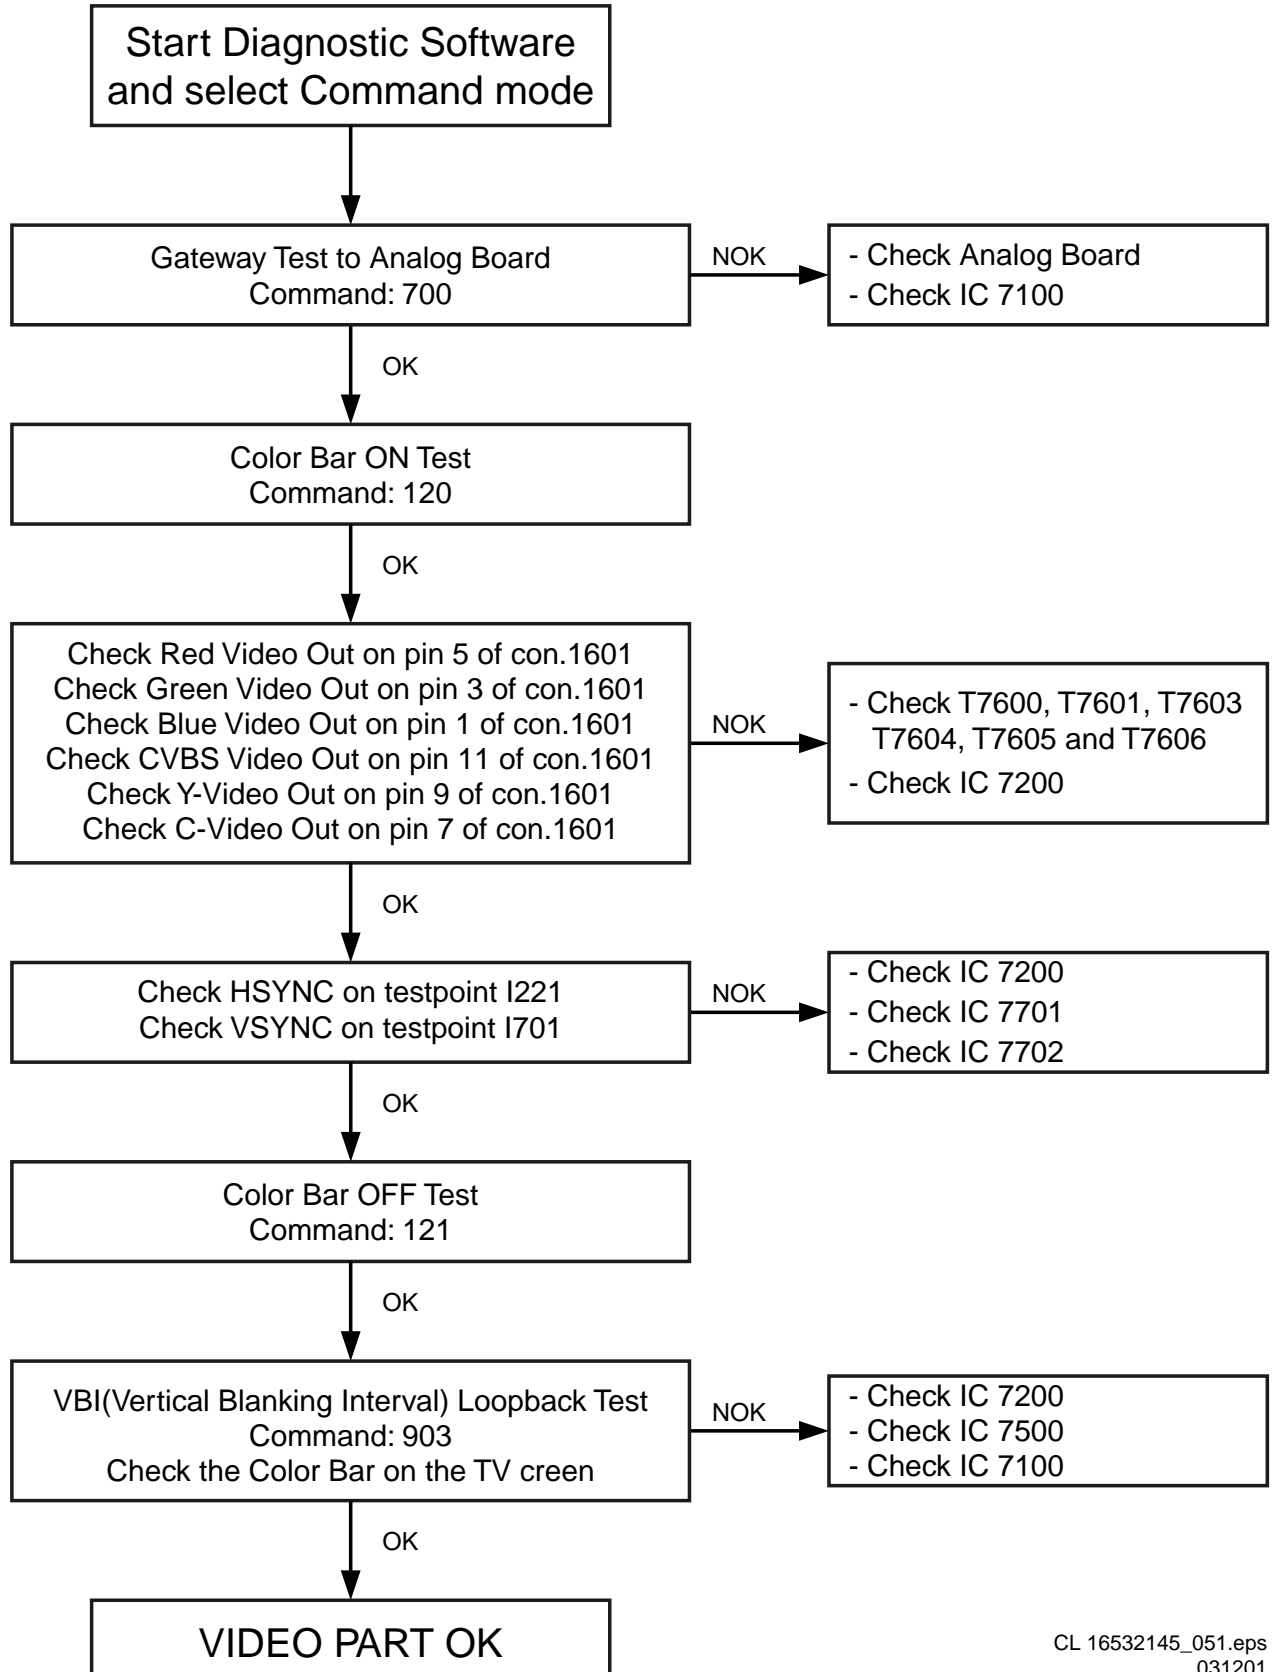 Start Diagnostic Software
and select Command mode
Gateway Test to Analog Board
Command: 700
NOK
- Check Analog Board
- Check IC 7100
OK
Color Bar ON Test
Command: 120
OK
Check Red Video Out on pin 5 of con.1601
Check Green Video Out on pin 3 of con.1601
Check Blue Video Out on pin 1 of con.1601
Check CVBS Video Out on pin 11 of con.1601
Check Y-Video Out on pin 9 of con.1601
Check C-Video Out on pin 7 of con.1601
NOK
- Check T7600, T7601, T7603
T7604, T7605 and T7606
- Check IC 7200
OK
Check HSYNC on testpoint I221
Check VSYNC on testpoint I701
NOK
- Check IC 7200
- Check IC 7701
- Check IC 7702
OK
Color Bar OFF Test
Command: 121
OK
VBI(Vertical Blanking Interval) Loopback Test
Command: 903
Check the Color Bar on the TV creen
NOK
- Check IC 7200
- Check IC 7500
- Check IC 7100
OK
VIDEO PART OK
CL 16532145_051.eps
031201